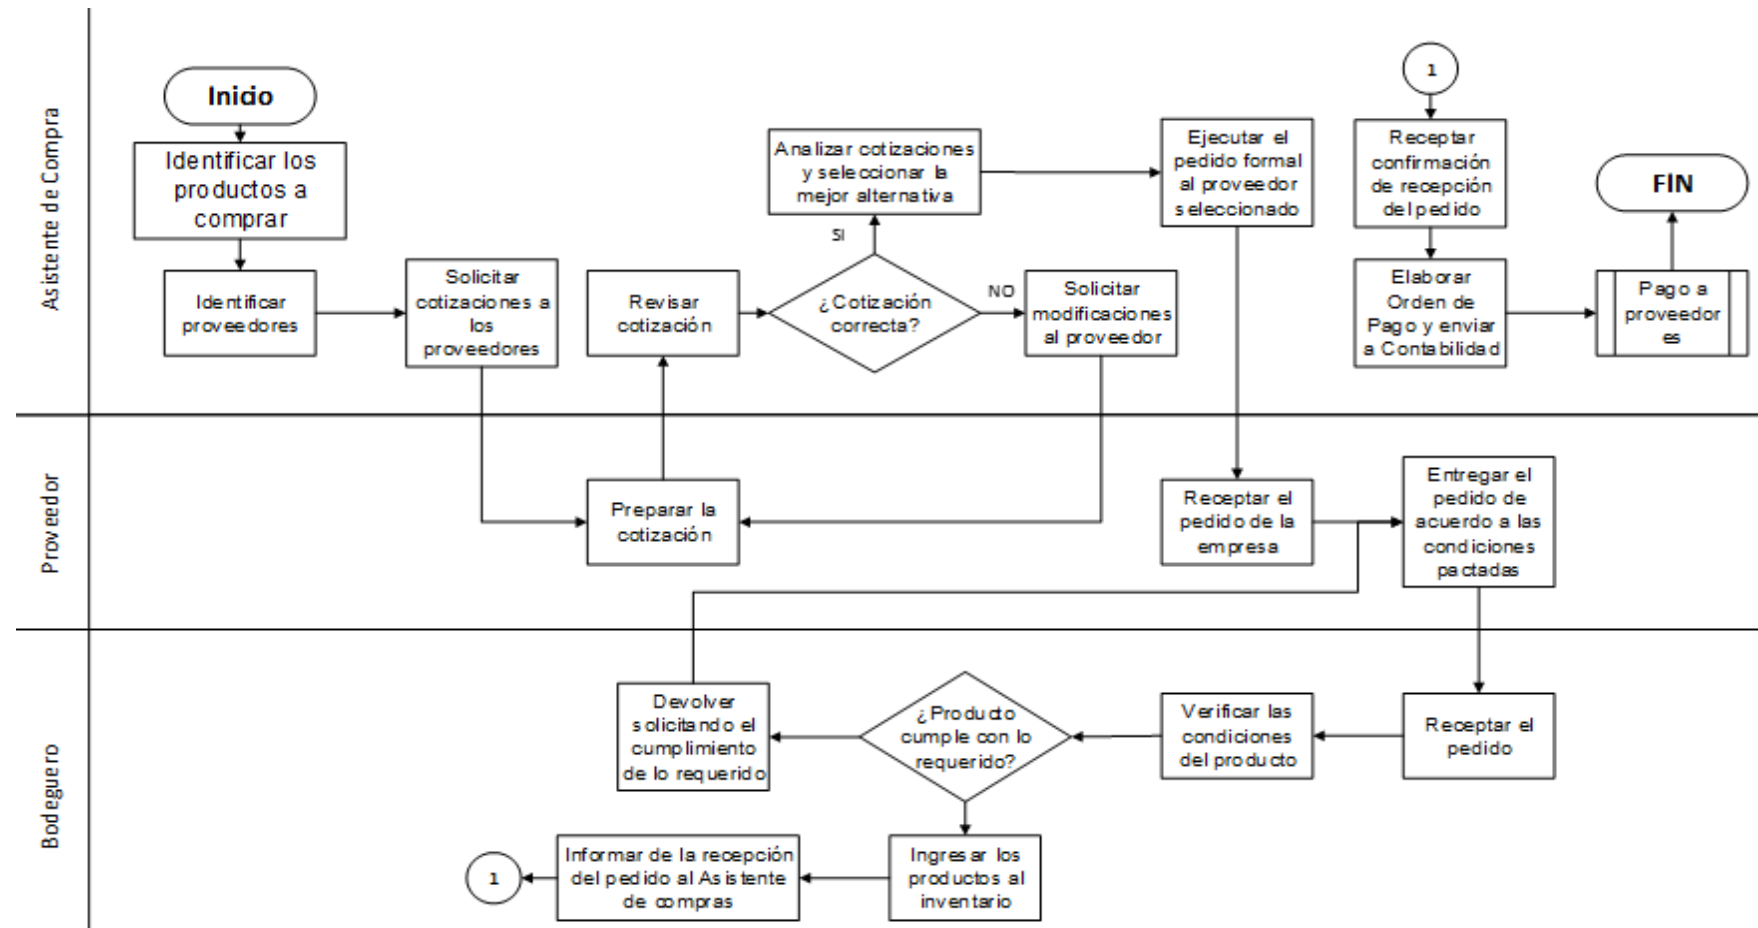 Asistente de Compra
Inicio
Identificar los
productos a
comprar
Identificar
proveedores
Solicitar
cotizaciones a
los
proveedores
Revisar
cotización
¿Cotización
correcta?
SI
NO
Analizar cotizaciones
y seleccionar la
mejor alternativa
Solicitar
modificaciones
al proveedor
Ejecutar el
pedido formal
al proveedor
seleccionado
1
Receptar
confirmación
de recepción
del pedido
Elaborar
Orden de
Pago y enviar
a Contabilidad
Pago a
proveedor
es
FIN
Proveedor
Preparar la
cotización
Receptar el
pedido de la
empresa
Entregar el
pedido de
acuerdo a las
condiciones
pactadas
Bodeguero
Receptar el
pedido
Verificar las
condiciones
del producto
¿Producto
cumple con lo
requerido?
Devolver
solicitando el
cumplimiento
de lo requerido
Ingresar los
productos al
inventario
Informar de la recepción
del pedido al Asistente
de compras
1